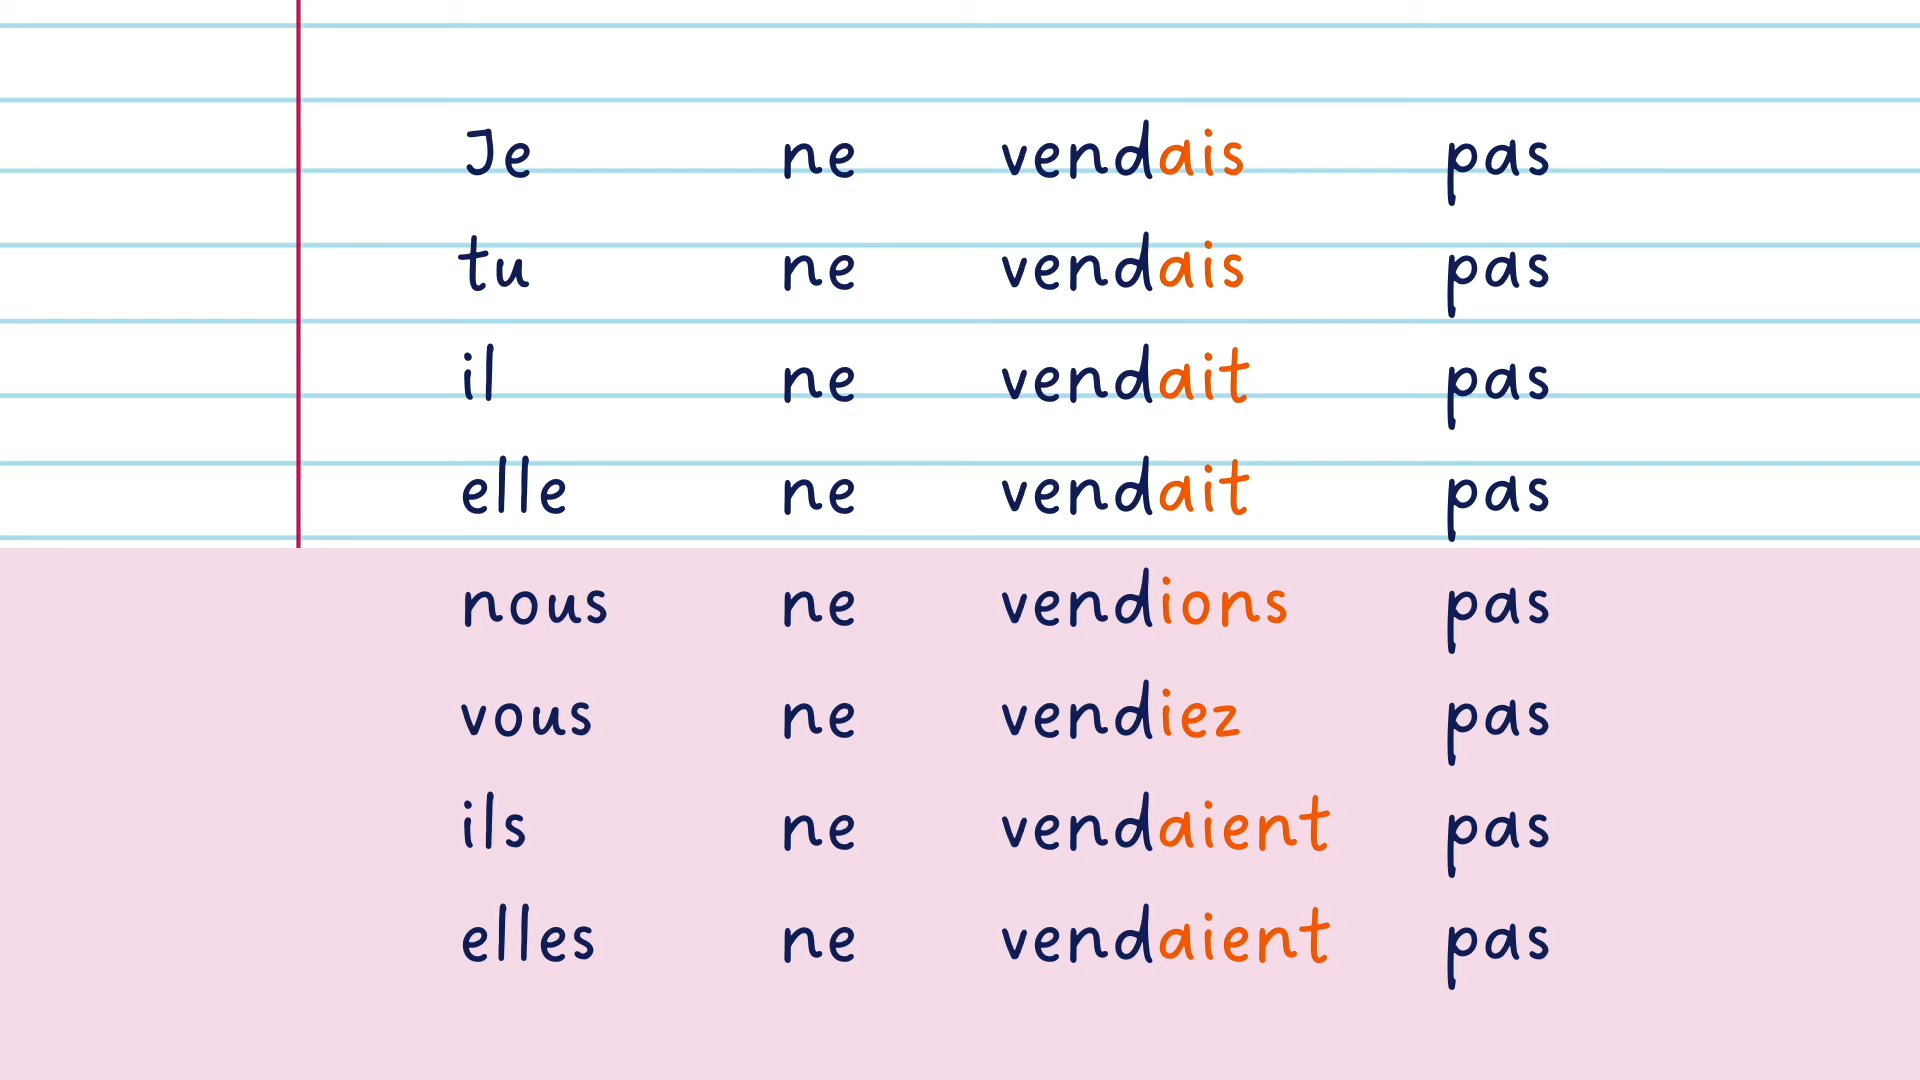 Je ne vendais pas
tu ne vendais pas
il ne vendait pas
elle ne vendait pas
nous ne vendions pas
vous ne vendiez pas
ils ne vendaient pas
elles ne vendaient pas